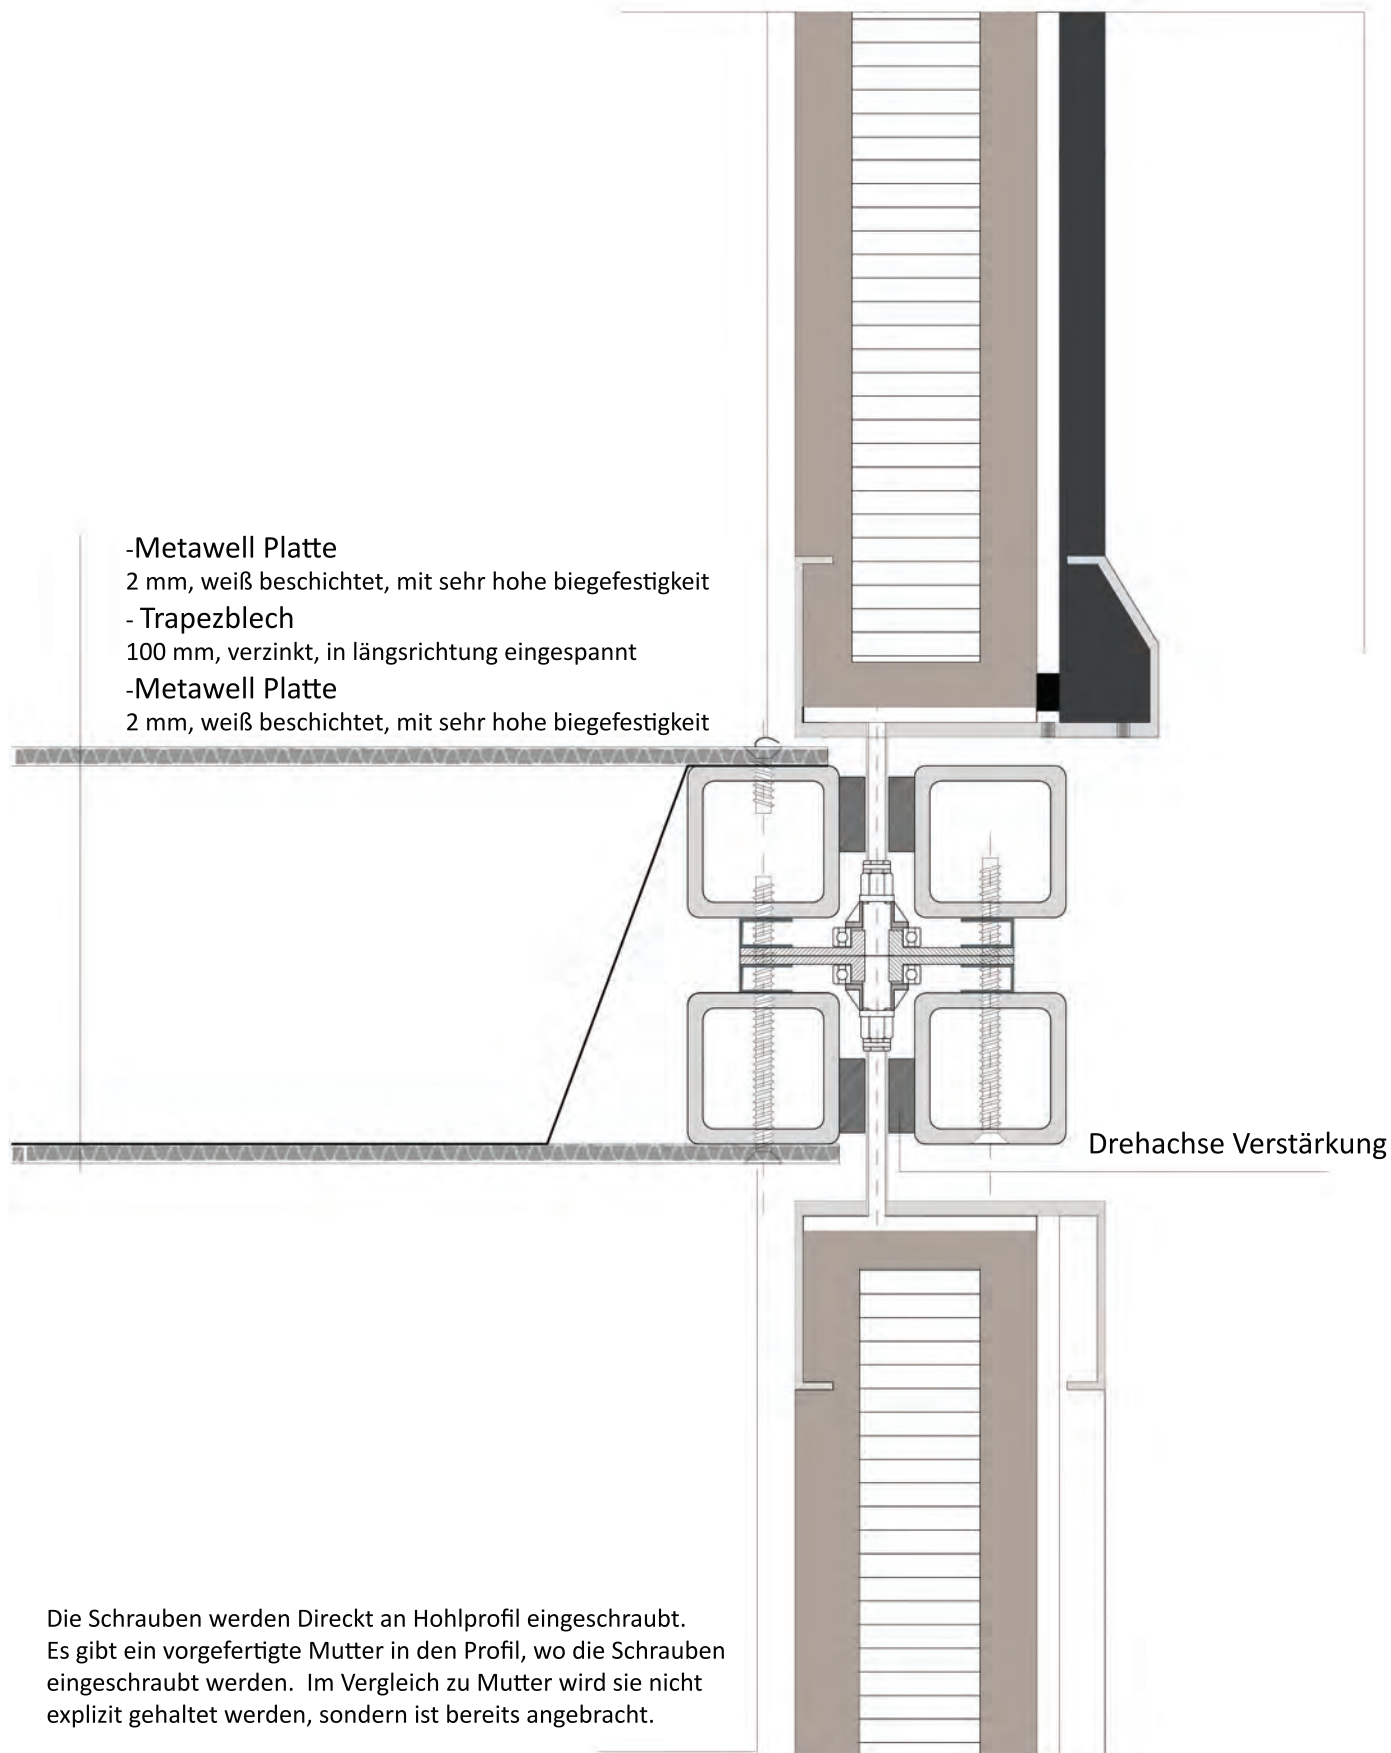 -Metawell Platte
2 mm, weiß beschichtet, mit sehr hohe biegefestigkeit
- Trapezblech
100 mm, verzinkt, in längsrichtung eingespannt
-Metawell Platte
2 mm, weiß beschichtet, mit sehr hohe biegefestigkeit
Drehachse Verstärkung
Die Schrauben werden Direckt an Hohlprofil eingeschraubt.
Es gibt ein vorgefertigte Mutter in den Profil, wo die Schrauben
eingeschraubt werden.  Im Vergleich zu Mutter wird sie nicht
explizit gehaltet werden, sondern ist bereits angebracht.